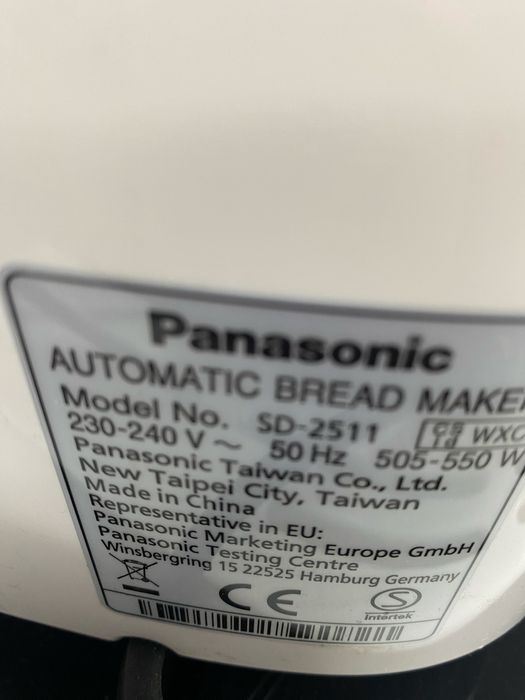 Panasonic
AUTOMATIC BREAD MAKE
Model No. SD-2511 WXC
230-240 V ~ 50 Hz 505-550 W
Panasonic Taiwan Co., Ltd.
New Taipei City, Taiwan
Made in China
Representative in EU:
Panasonic Marketing Europe GmbH
Panasonic Testing Centre
Winsbergring 15 22525 Hamburg Germany
CE S
Intertek